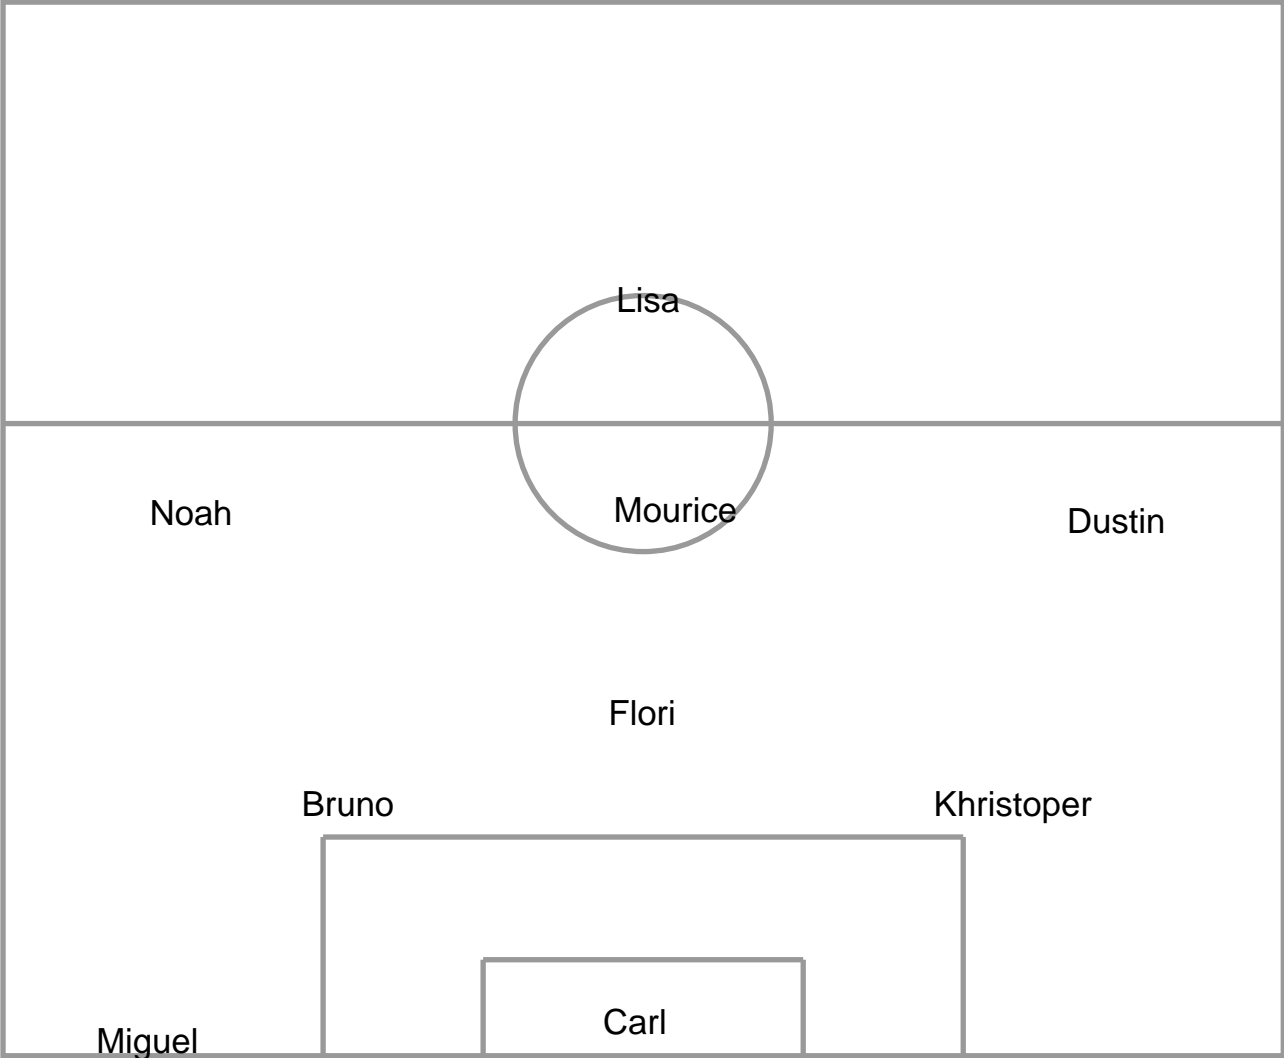 Lisa
Noah
Mourice
Dustin
Flori
Bruno
Khristoper
Carl
Miguel